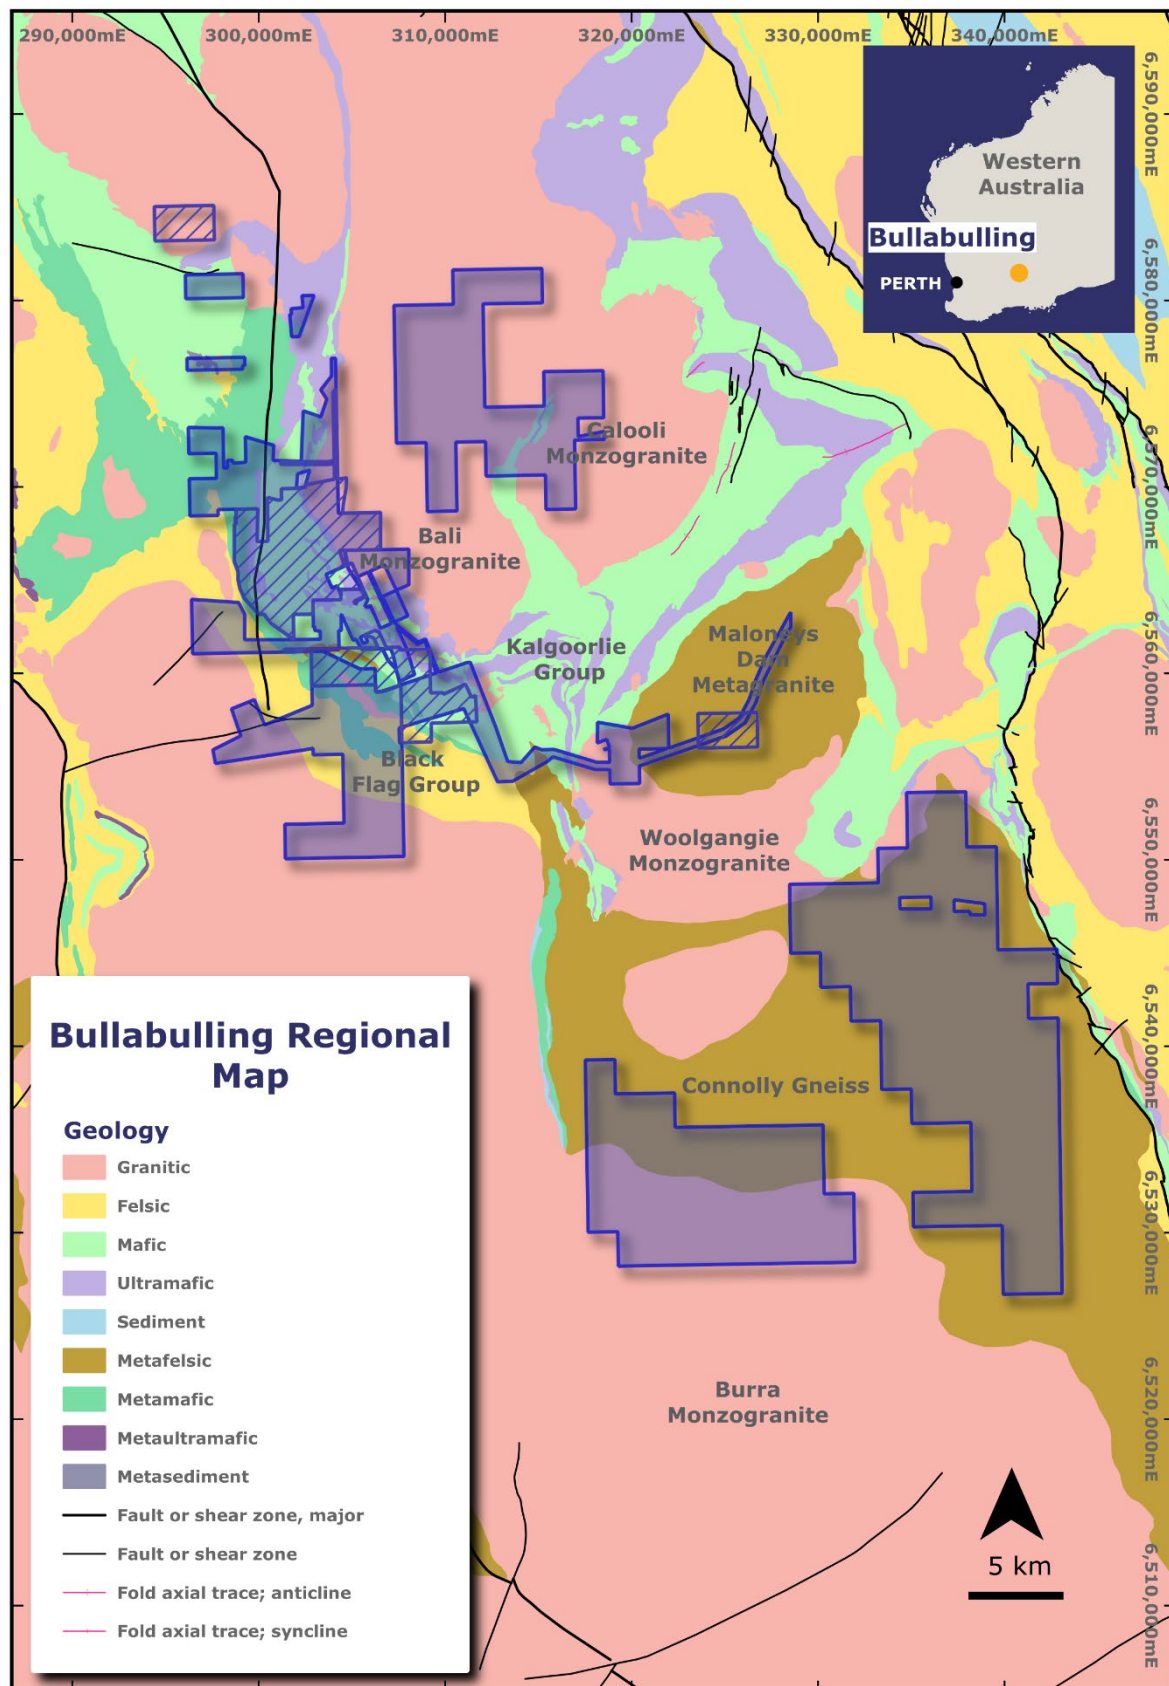 290,000mE
300,000mE
310,000mE
320,000mE
330,000mE
340,000mE
6,590,000mE
6,580,000mE
6,570,000mE
6,560,000mE
6,550,000mE
6,540,000mE
6,530,000mE
6,520,000mE
6,510,000mE
Western
Australia
Bullabulling
PERTH
Calooli
Monzogranite
Bali
Monzogranite
Kalgoorlie
Group
Maloneys
Dam
Metagranite
Black
Flag Group
Woolgangie
Monzogranite
Connolly Gneiss
Burra
Monzogranite
Bullabulling Regional
Map
Geology
Granitic
Felsic
Mafic
Ultramafic
Sediment
Metafelsic
Metamafic
Metaultramafic
Metasediment
Fault or shear zone, major
Fault or shear zone
Fold axial trace; anticline
Fold axial trace; syncline
5 km